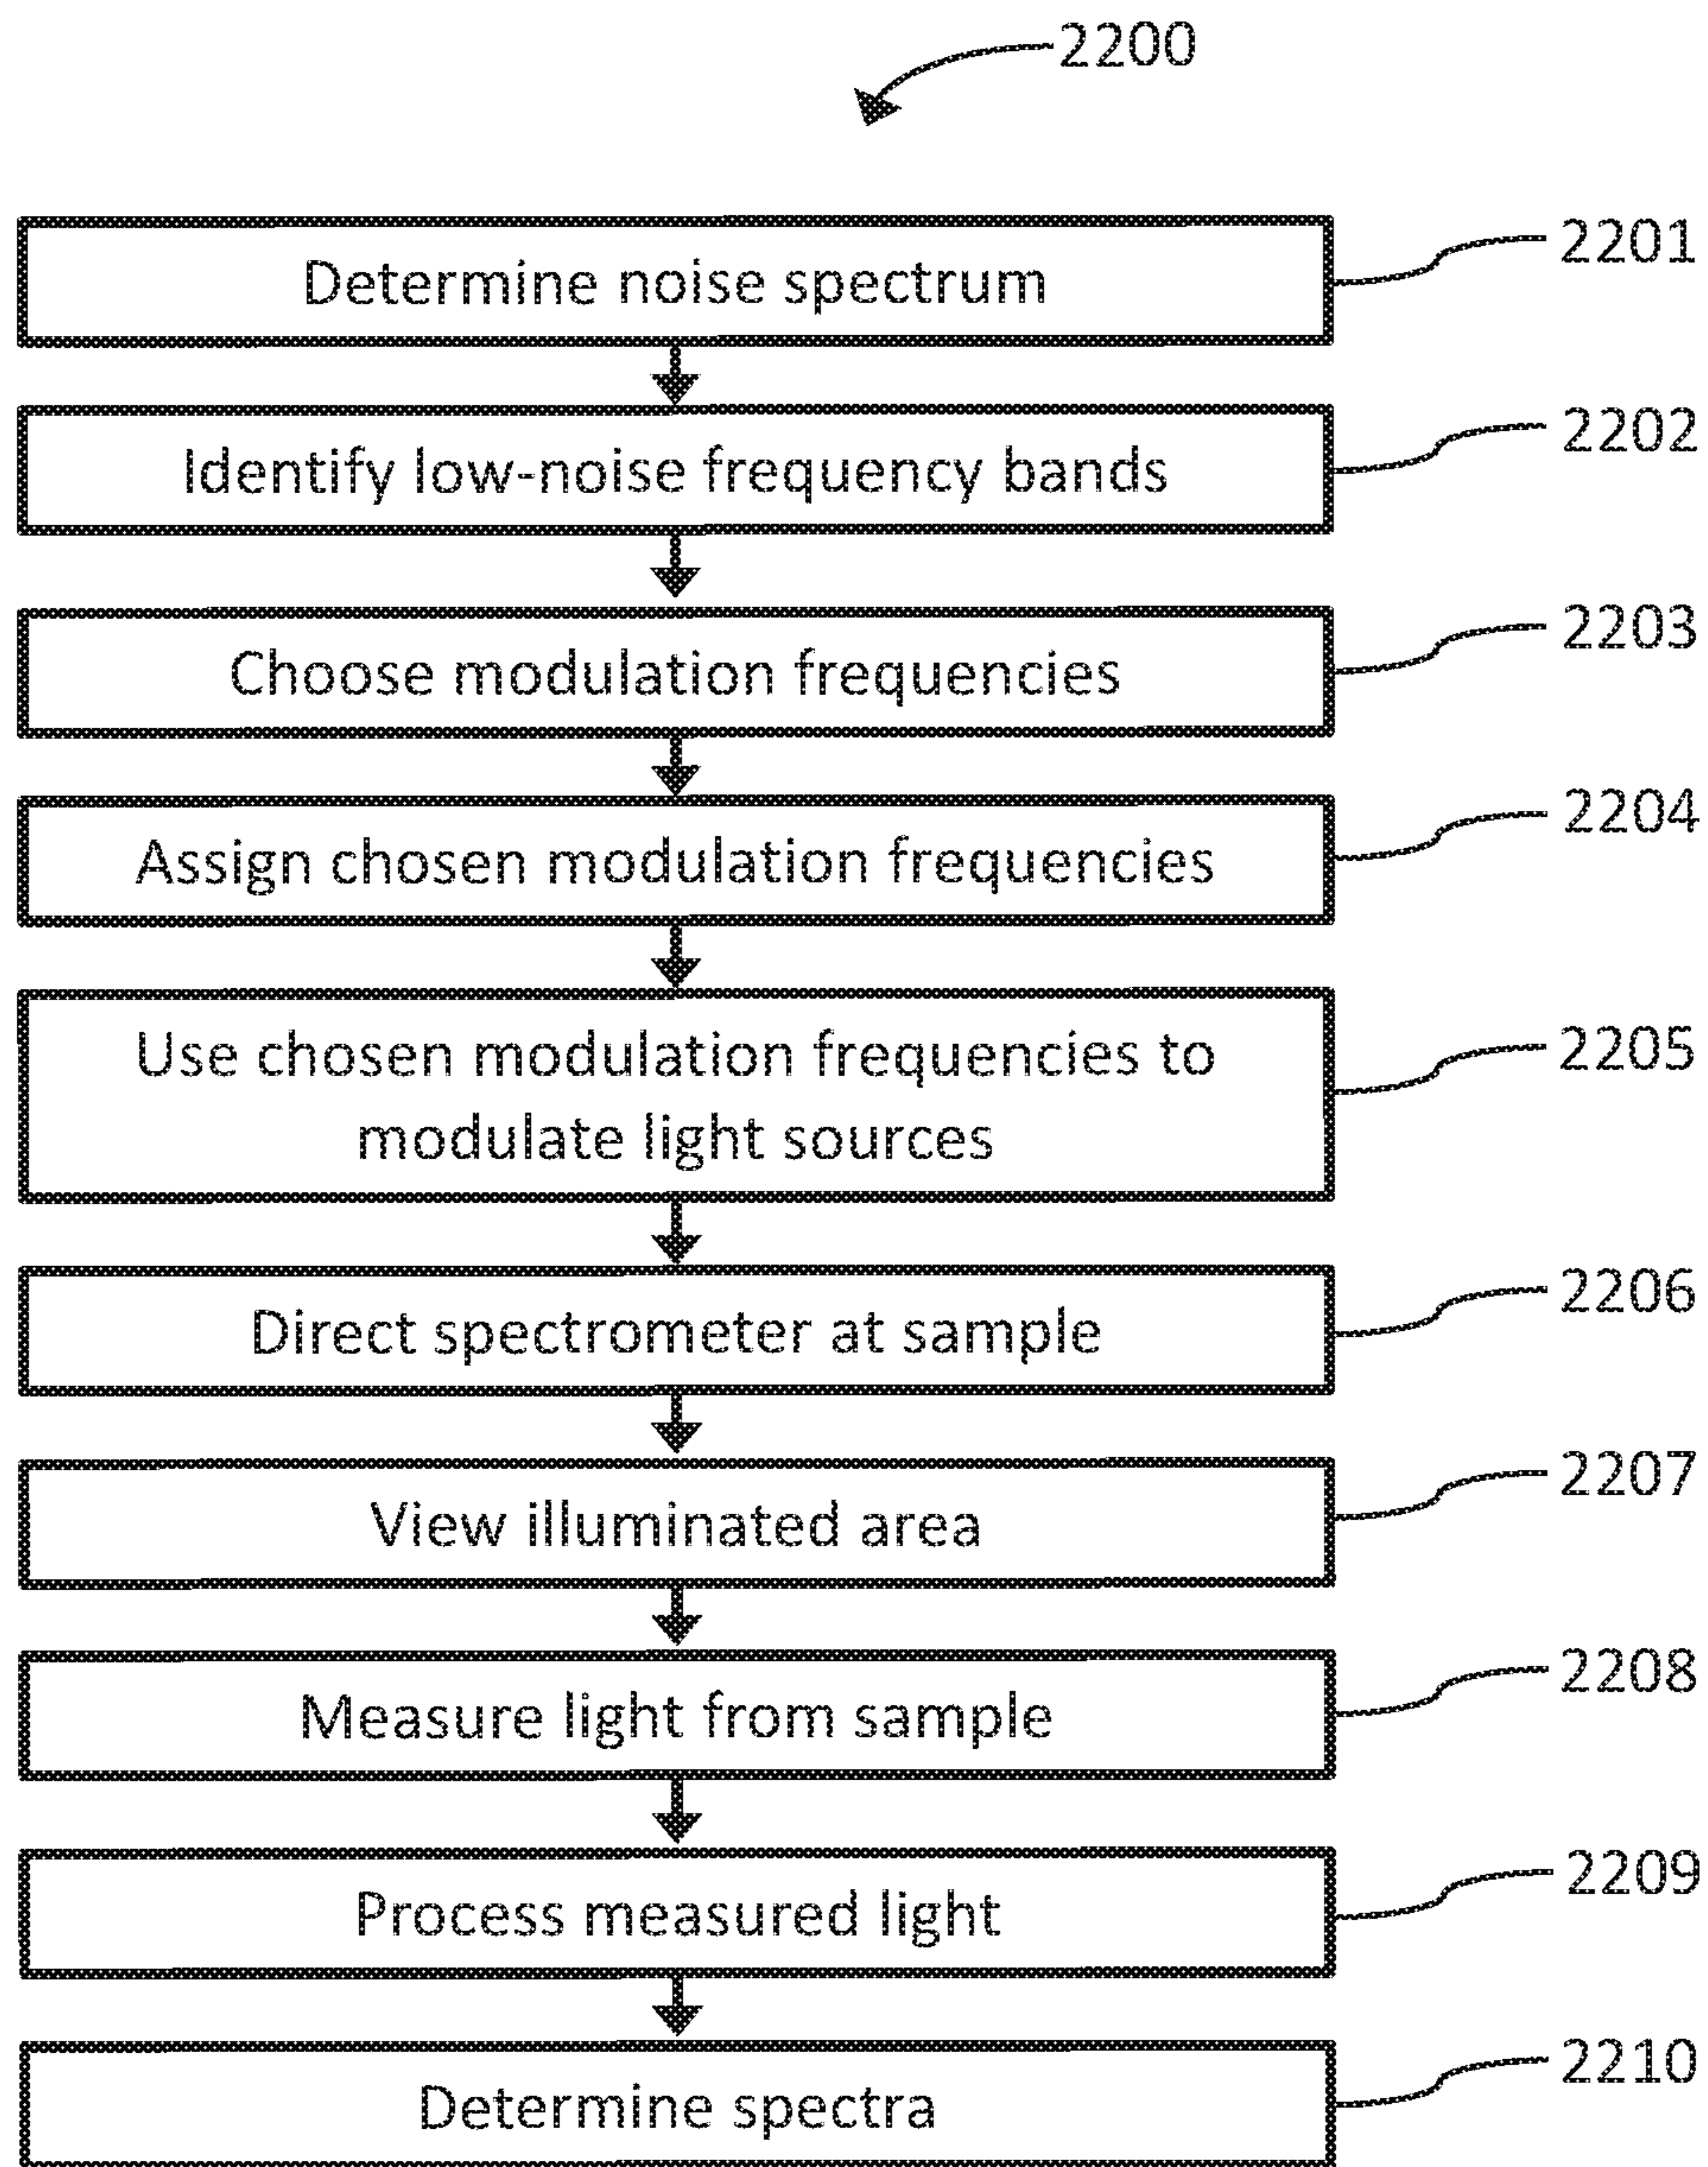 2200
Determine noise spectrum
2201
Identify low-noise frequency bands
2202
Choose modulation frequencies
2203
Assign chosen modulation frequencies
2204
Use chosen modulation frequencies to
modulate light sources
2205
Direct spectrometer at sample
2206
View illuminated area
2207
Measure light from sample
2208
Process measured light
2209
Determine spectra
2210